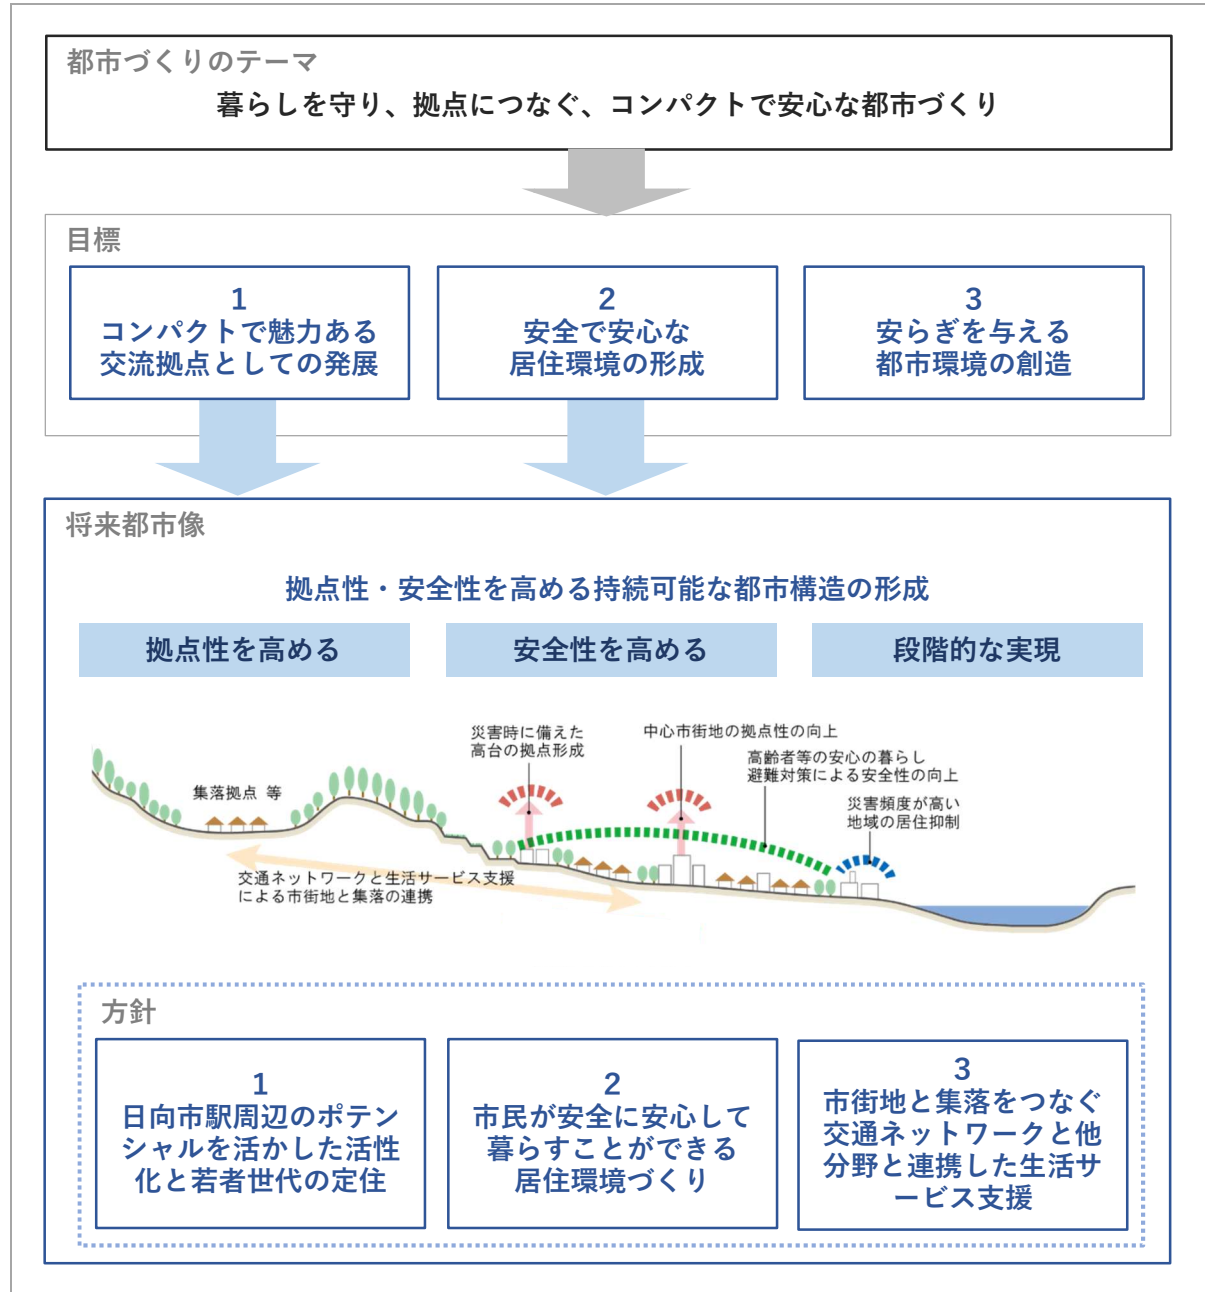 都市づくりのテーマ
暮らしを守り、拠点につなぐ、コンパクトで安心な都市づくり
目標
1
コンパクトで魅力ある
交流拠点としての発展
2
安全で安心な
居住環境の形成
3
安らぎを与える
都市環境の創造
将来都市像
拠点性・安全性を高める持続可能な都市構造の形成
拠点性を高める
安全性を高める
段階的な実現
災害時に備えた
高台の拠点形成
中心市街地の拠点性の向上
高齢者等の安心の暮らし
避難対策による安全性の向上
災害頻度が高い
地域の居住抑制
集落拠点 等
交通ネットワークと生活サービス支援
による市街地と集落の連携
方針
1
日向市駅周辺のポテン
シャルを活かした活性
化と若者世代の定住
2
市民が安全に安心して
暮らすことができる
居住環境づくり
3
市街地と集落をつなぐ
交通ネットワークと他
分野と連携した生活サ
ービス支援